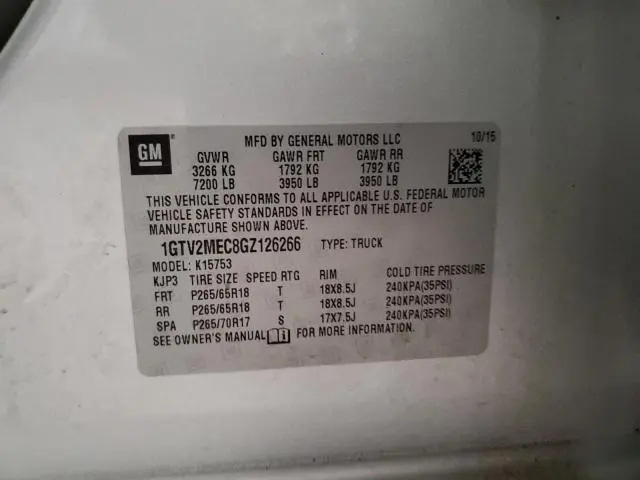 GM
MFD BY GENERAL MOTORS LLC 10/15
GVWR GAWR FRT GAWR RR
3266 KG 1792 KG 1792 KG
7200 LB 3950 LB 3950 LB
THIS VEHICLE CONFORMS TO ALL APPLICABLE U.S. FEDERAL MOTOR
VEHICLE SAFETY STANDARDS IN EFFECT ON THE DATE OF
MANUFACTURE SHOWN ABOVE.
1GTV2MEC8GZ126266 TYPE: TRUCK
MODEL: K15753
KJP3 TIRE SIZE SPEED RTG RIM COLD TIRE PRESSURE
FRT P265/65R18 T 18X8.5J 240KPA(35PSI)
RR P265/65R18 T 18X8.5J 240KPA(35PSI)
SPA P265/70R17 S 17X7.5J 240KPA(35PSI)
SEE OWNER'S MANUAL FOR MORE INFORMATION.